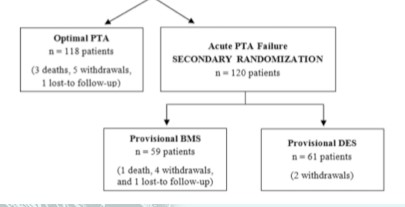 Optimal PTA
n = 118 patients
(3 deaths, 5 withdrawals,
1 lost-to follow-up)
Acute PTA Failure
SECONDARY RANDOMIZATION
n = 120 patients
Provisional BMS
n = 59 patients
(1 death, 4 withdrawals,
and 1 lost-to follow-up)
Provisional DES
n = 61 patients
(2 withdrawals)